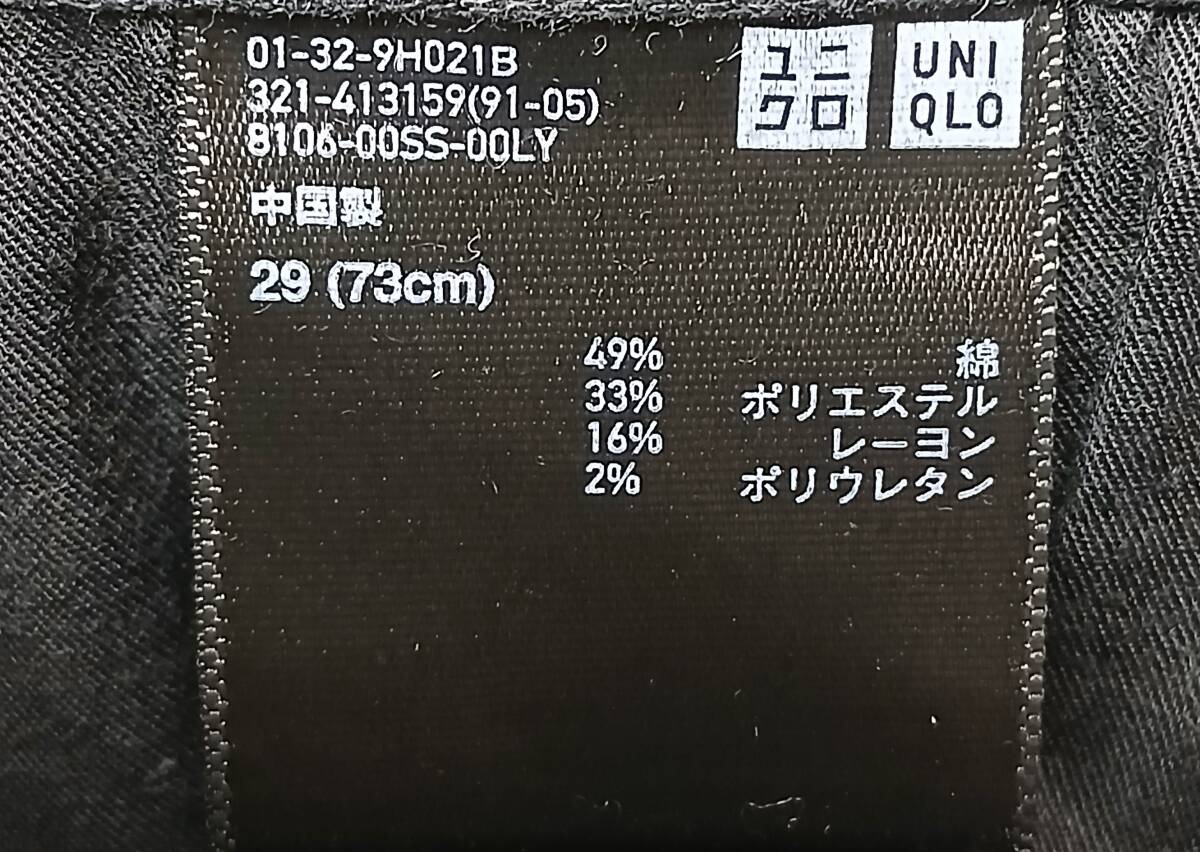 01-32-9H021B
321-413159(91-05)
8106-00SS-00LY
ユニ
クロ
UNI
QLO
中国製
29 (73cm)
49% 綿
33% ポリエステル
16% レーヨン
2% ポリウレタン